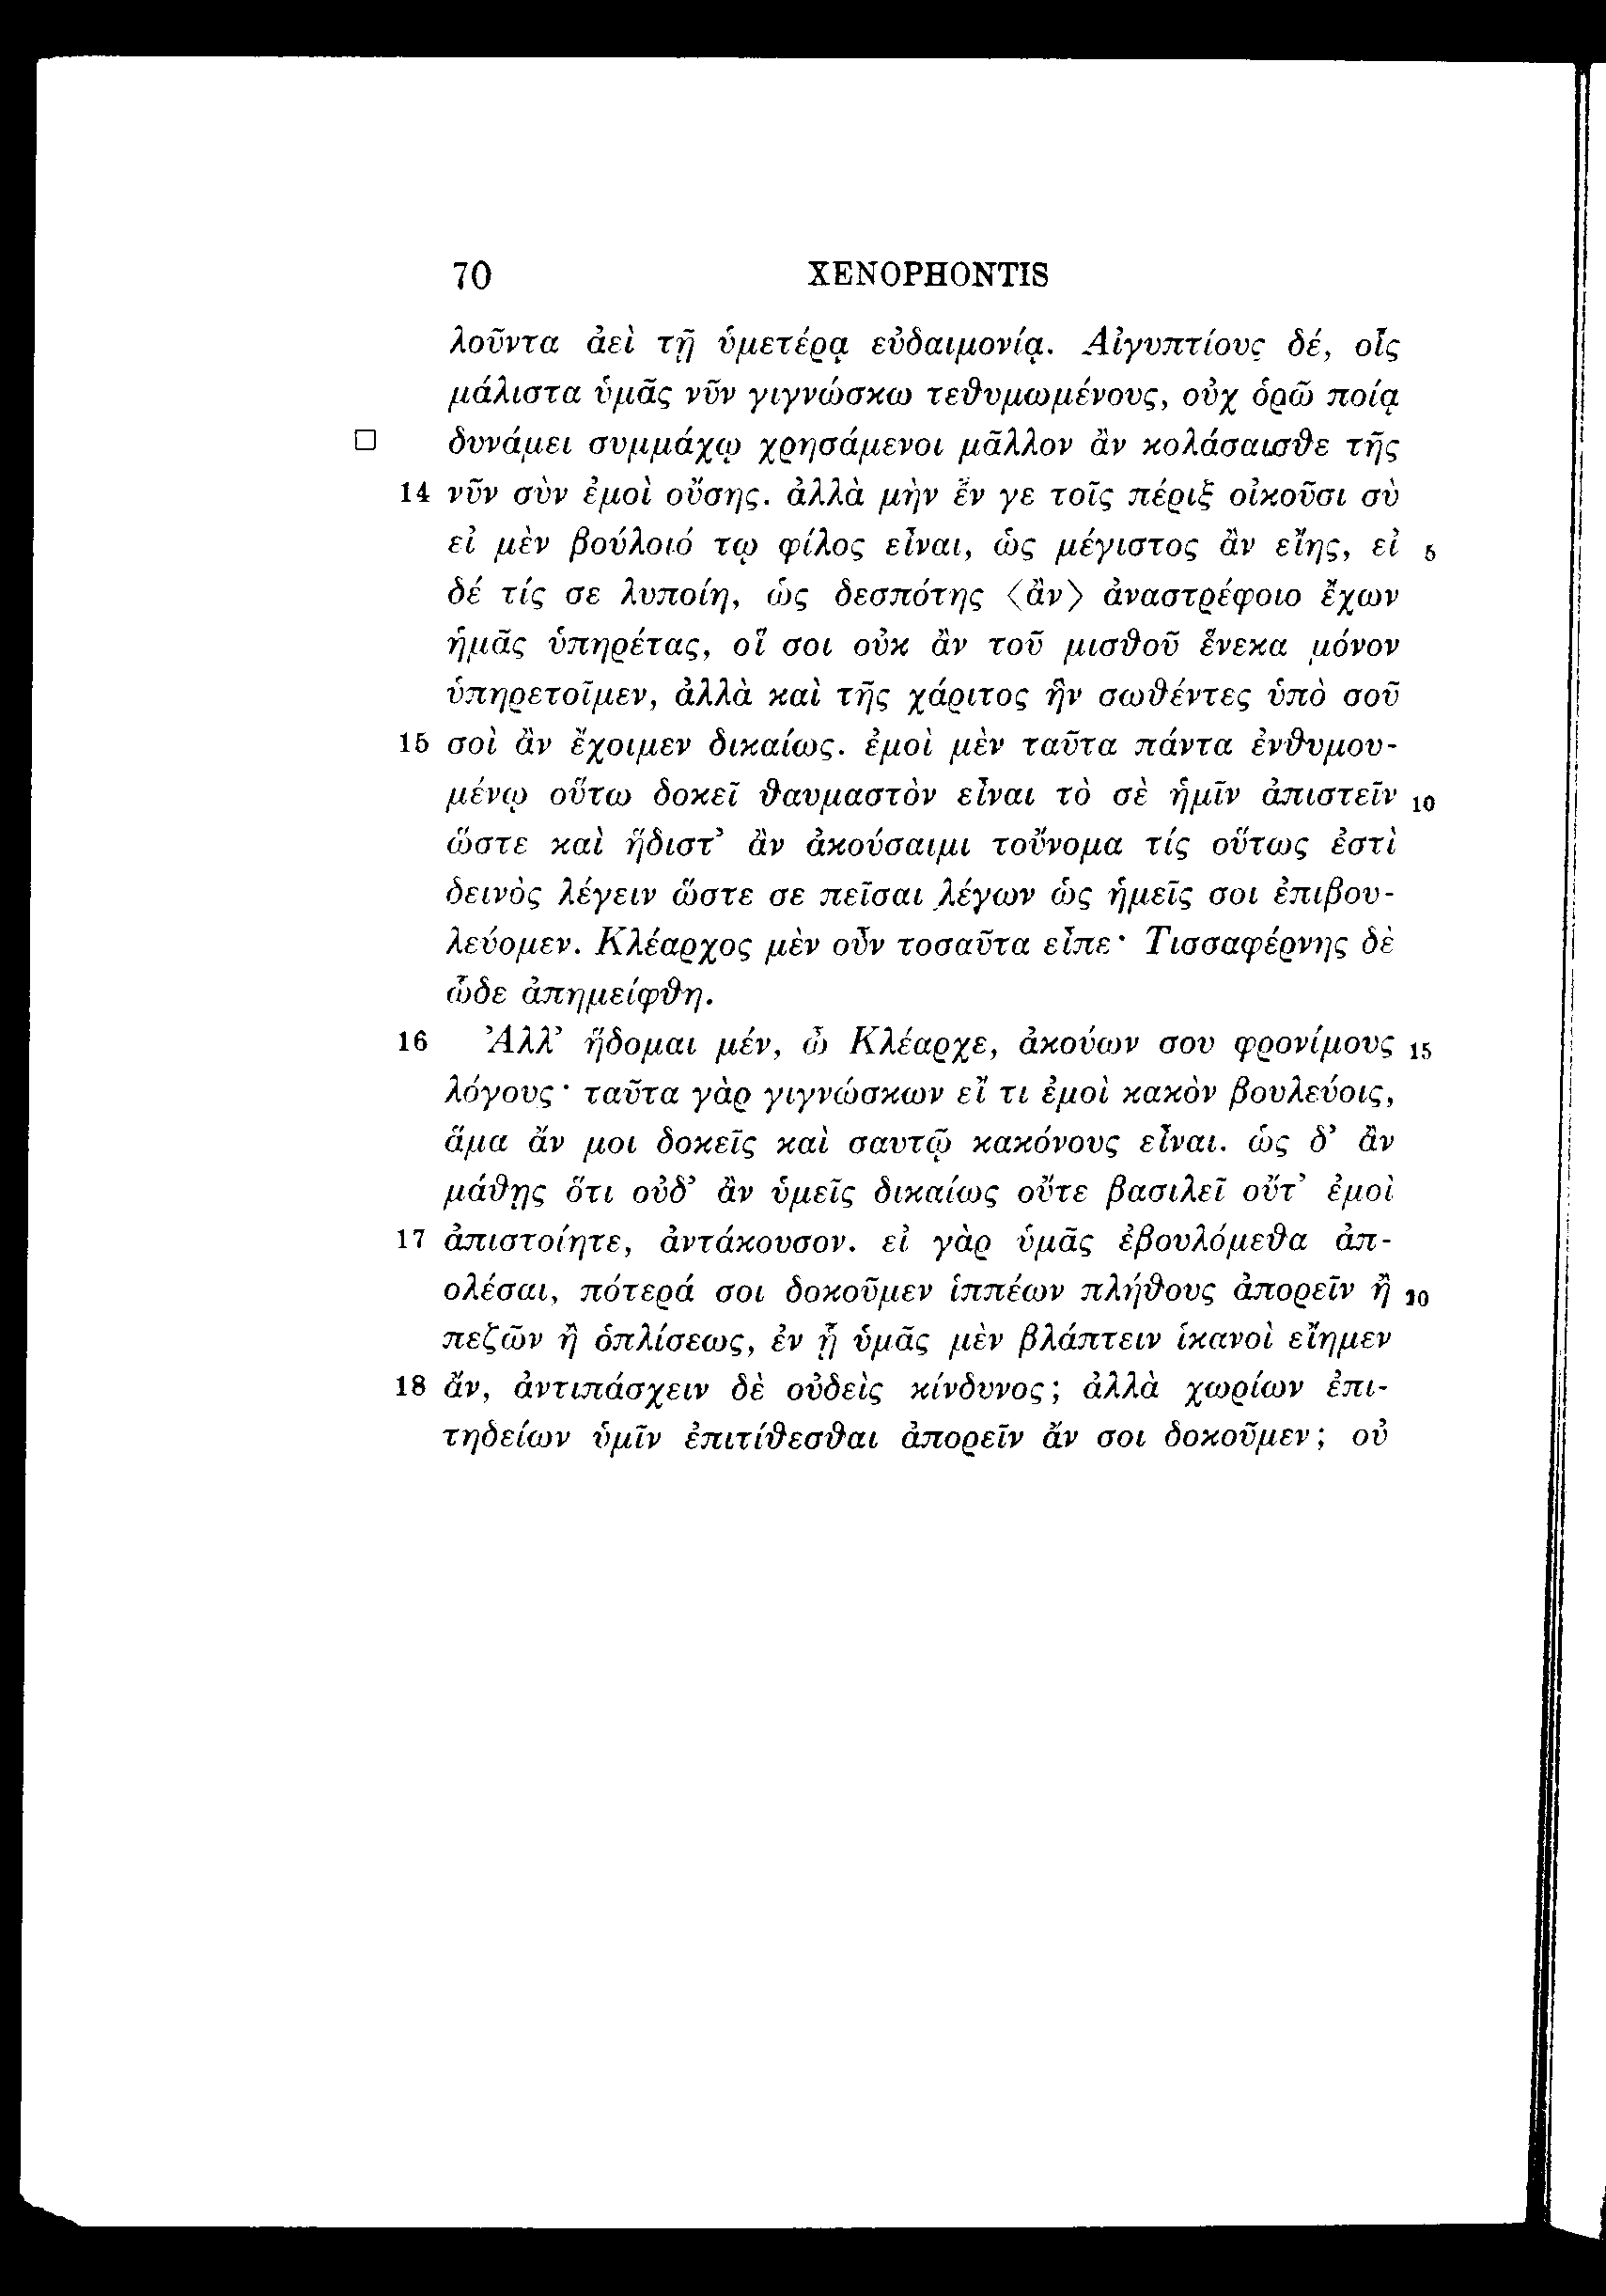 70 XENOPHONTIS
λοῦντα ἀεὶ τῇ ὑμετέρᾳ εὐδαιμονίᾳ. Αἰγυπτίους δέ, οἷς
μάλιστα ὑμᾶς νῦν γιγνώσκω τεθυμωμένους, οὐχ ὁρῶ ποίᾳ
□ δυνάμει συμμάχῳ χρησάμενοι μᾶλλον ἂν κολάσαισθε τῆς
14 νῦν σὺν ἐμοὶ οὔσης. ἀλλὰ μὴν ἔν γε τοῖς πέριξ οἰκοῦσι σὺ
εἰ μὲν βούλοιό τῳ φίλος εἶναι, ὡς μέγιστος ἂν εἴης, εἰ 5
δέ τίς σε λυποίη, ὡς δεσπότης 〈ἂν〉 ἀναστρέφοιο ἔχων
ἡμᾶς ὑπηρέτας, οἵ σοι οὐκ ἂν τοῦ μισθοῦ ἕνεκα μόνον
ὑπηρετοῖμεν, ἀλλὰ καὶ τῆς χάριτος ἣν σωθέντες ὑπὸ σοῦ
15 σοὶ ἂν ἔχοιμεν δικαίως. ἐμοὶ μὲν ταῦτα πάντα ἐνθυμου-
μένῳ οὕτω δοκεῖ θαυμαστὸν εἶναι τὸ σὲ ἡμῖν ἀπιστεῖν 10
ὥστε καὶ ἥδιστ’ ἂν ἀκούσαιμι τοὔνομα τίς οὕτως ἐστὶ
δεινὸς λέγειν ὥστε σε πεῖσαι λέγων ὡς ἡμεῖς σοι ἐπιβου-
λεύομεν. Κλέαρχος μὲν οὖν τοσαῦτα εἶπε· Τισσαφέρνης δὲ
ὧδε ἀπημείφθη.
16 Ἀλλ’ ἥδομαι μέν, ὦ Κλέαρχε, ἀκούων σου φρονίμους 15
λόγους· ταῦτα γὰρ γιγνώσκων εἴ τι ἐμοὶ κακὸν βουλεύοις,
ἅμα ἄν μοι δοκεῖς καὶ σαυτῷ κακόνους εἶναι. ὡς δ’ ἂν
μάθῃς ὅτι οὐδ’ ἂν ὑμεῖς δικαίως οὔτε βασιλεῖ οὔτ’ ἐμοὶ
17 ἀπιστοίητε, ἀντάκουσον. εἰ γὰρ ὑμᾶς ἐβουλόμεθα ἀπ-
ολέσαι, πότερά σοι δοκοῦμεν ἱππέων πλήθους ἀπορεῖν ἢ 20
πεζῶν ἢ ὁπλίσεως, ἐν ᾗ ὑμᾶς μὲν βλάπτειν ἱκανοὶ εἴημεν
18 ἄν, ἀντιπάσχειν δὲ οὐδεὶς κίνδυνος; ἀλλὰ χωρίων ἐπι-
τηδείων ὑμῖν ἐπιτίθεσθαι ἀπορεῖν ἄν σοι δοκοῦμεν; οὐ